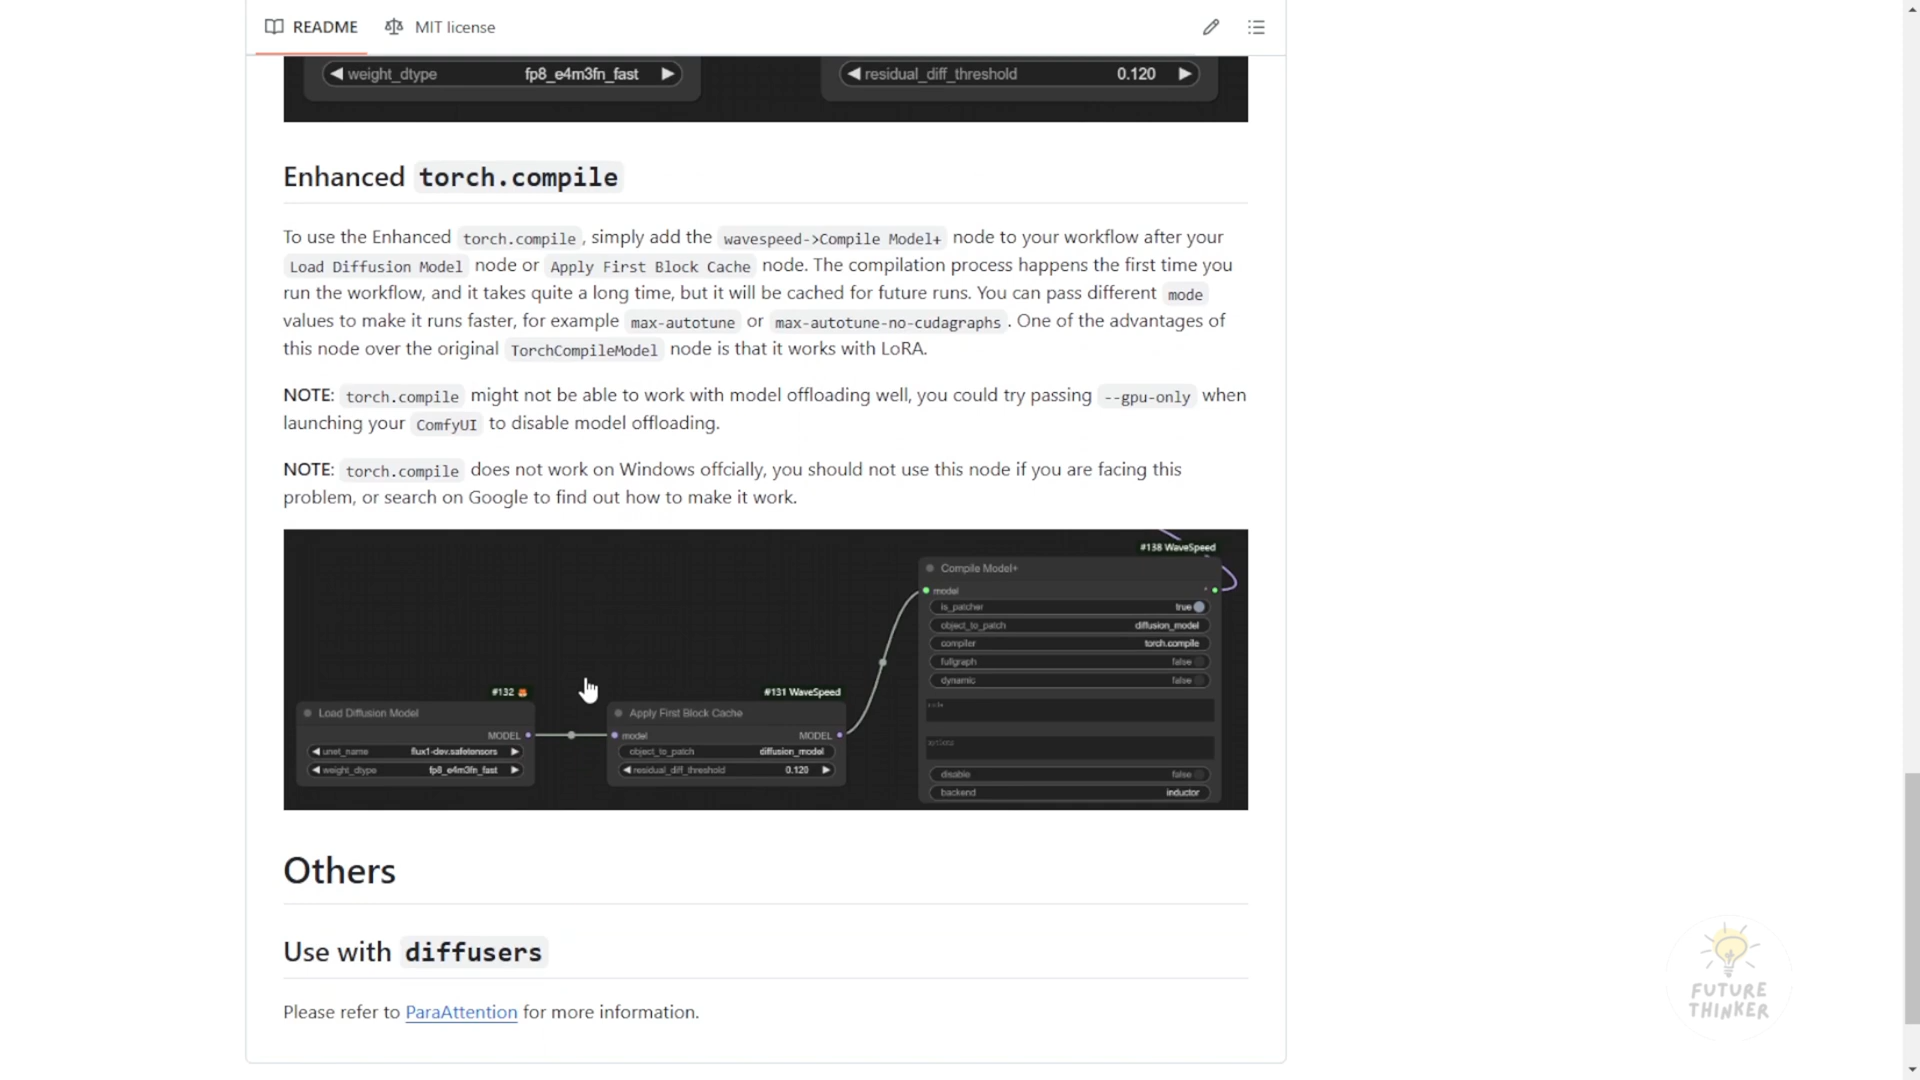 README MIT license
weight_dtype fp8_e4m3fn_fast residual_diff_threshold 0.120
Enhanced torch.compile
To use the Enhanced torch.compile , simply add the wavespeed->Compile Model+ node to your workflow after your
Load Diffusion Model node or Apply First Block Cache node. The compilation process happens the first time you
run the workflow, and it takes quite a long time, but it will be cached for future runs. You can pass different mode
values to make it runs faster, for example max-autotune or max-autotune-no-cudagraphs . One of the advantages of
this node over the original TorchCompileModel node is that it works with LoRA.
NOTE: torch.compile might not be able to work with model offloading well, you could try passing --gpu-only when
launching your ComfyUI to disable model offloading.
NOTE: torch.compile does not work on Windows offcially, you should not use this node if you are facing this
problem, or search on Google to find out how to make it work.
#132
Load Diffusion Model
MODEL
unet_name flux1-dev.safetensors
weight_dtype fp8_e4m3fn_fast
#131 WaveSpeed
Apply First Block Cache
model MODEL
object_to_patch diffusion_model
residual_diff_threshold 0.120
#138 WaveSpeed
Compile Model+
model *
is_patcher true
object_to_patch diffusion_model
compiler torch.compile
fullgraph false
dynamic false
mode
options
disable false
backend inductor
Others
Use with diffusers
Please refer to ParaAttention for more information.
FUTURE
THINKER